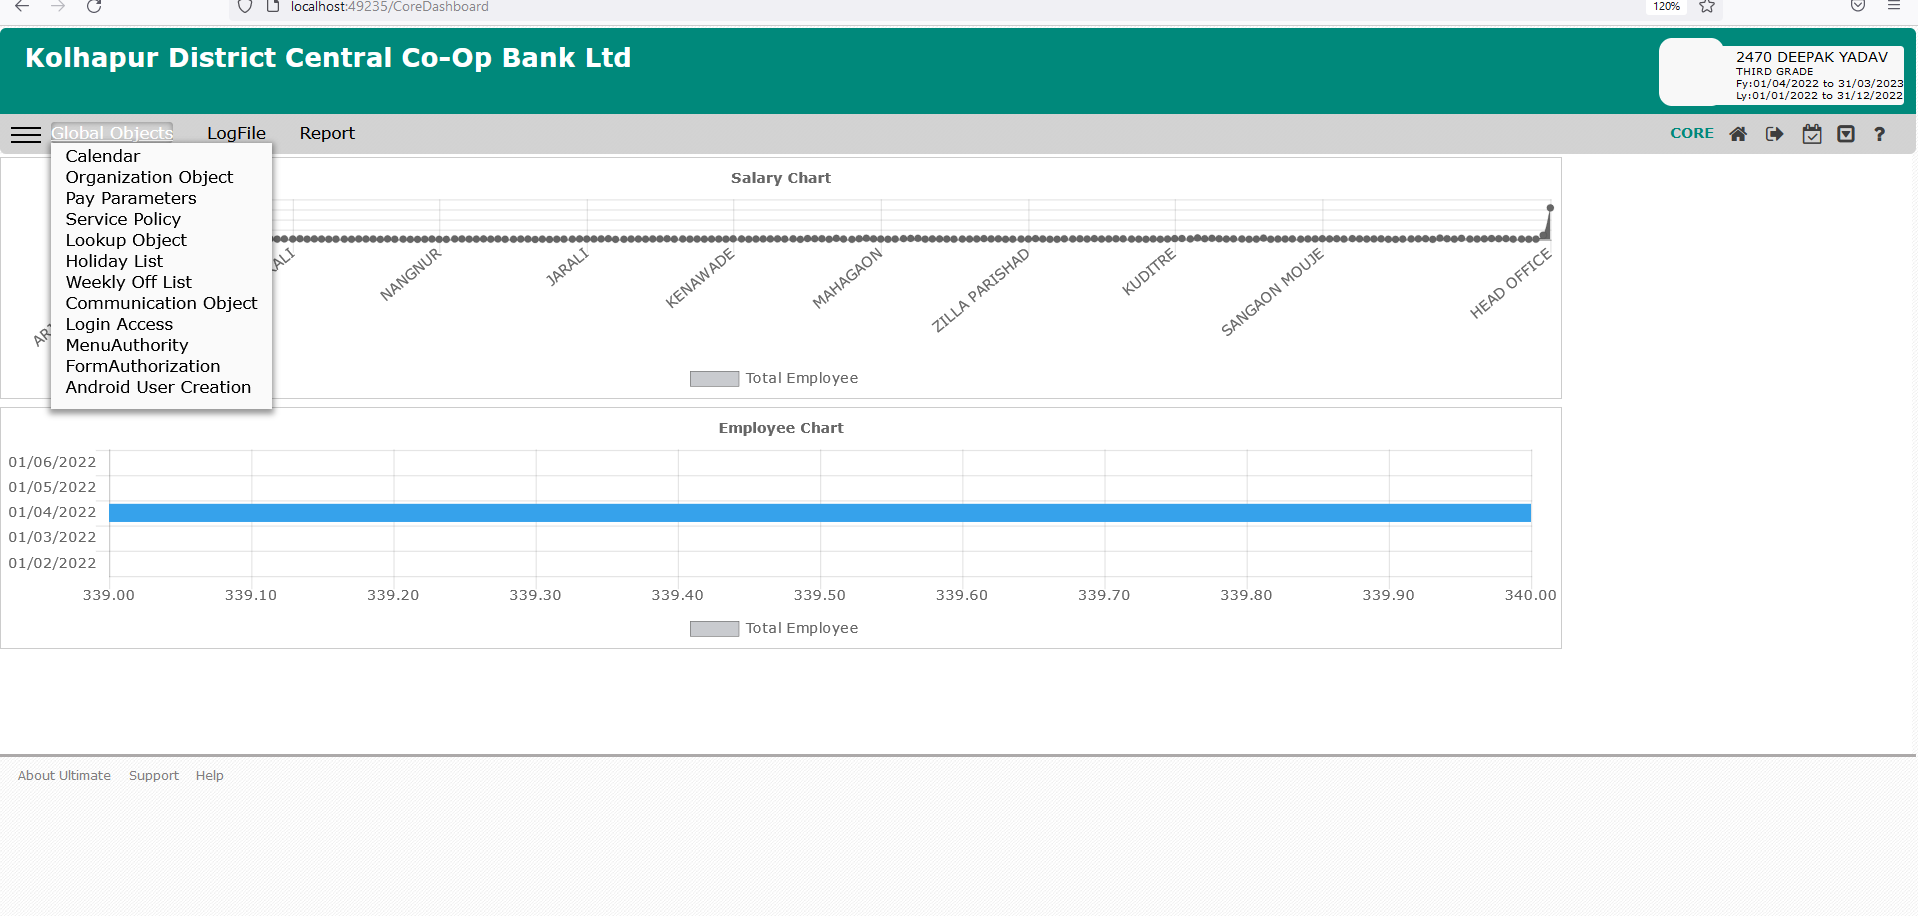 localhost:49235/CoreDashboard
120%
Kolhapur District Central Co-Op Bank Ltd
2470 DEEPAK YADAV
THIRD GRADE
Fy:01/04/2022 to 31/03/2023
Ly:01/01/2022 to 31/12/2022
Global Objects LogFile Report
CORE
?
Calendar
Organization Object
Pay Parameters
Service Policy
Lookup Object
Holiday List
Weekly Off List
Communication Object
Login Access
MenuAuthority
FormAuthorization
Android User Creation
Salary Chart
NANGNUR
JARALI
KENAWADE
MAHAGAON
ZILLA PARISHAD
KUDITRE
SANGAON MOUJE
HEAD OFFICE
Total Employee
Employee Chart
01/06/2022
01/05/2022
01/04/2022
01/03/2022
01/02/2022
339.00 339.10 339.20 339.30 339.40 339.50 339.60 339.70 339.80 339.90 340.00
Total Employee
About Ultimate Support Help